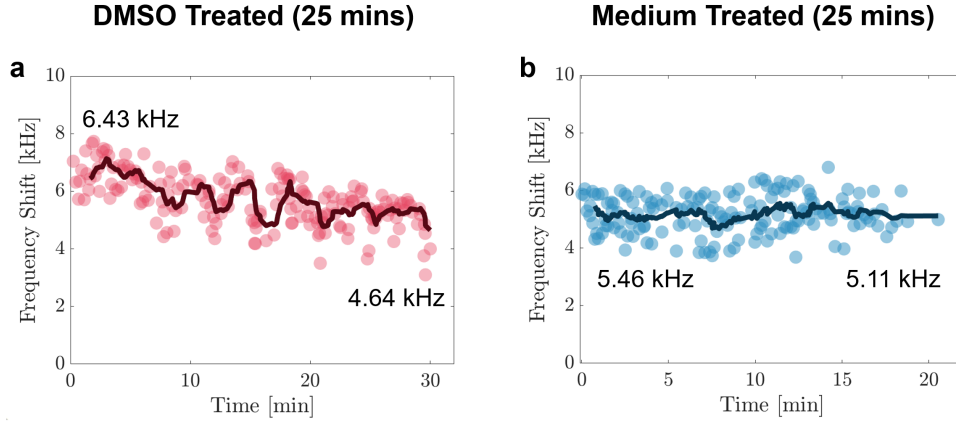 DMSO Treated (25 mins)
Medium Treated (25 mins)
a
10
8
6
4
2
0
Frequency Shift [kHz]
6.43 kHz
4.64 kHz
0
10
20
30
Time [min]
b
10
8
6
4
2
0
Frequency Shift [kHz]
5.46 kHz
5.11 kHz
0
5
10
15
20
Time [min]